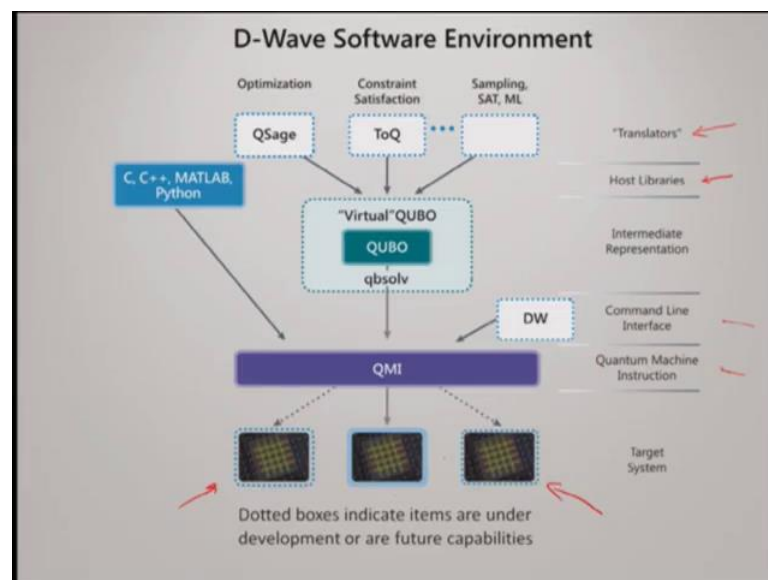 D-Wave Software Environment
Optimization
Constraint
Satisfaction
Sampling,
SAT, ML
QSage
ToQ
"Translators"
C, C++, MATLAB,
Python
Host Libraries
"Virtual"QUBO
QUBO
qbsolv
Intermediate
Representation
DW
Command Line
Interface
QMI
Quantum Machine
Instruction
Target
System
Dotted boxes indicate items are under
development or are future capabilities